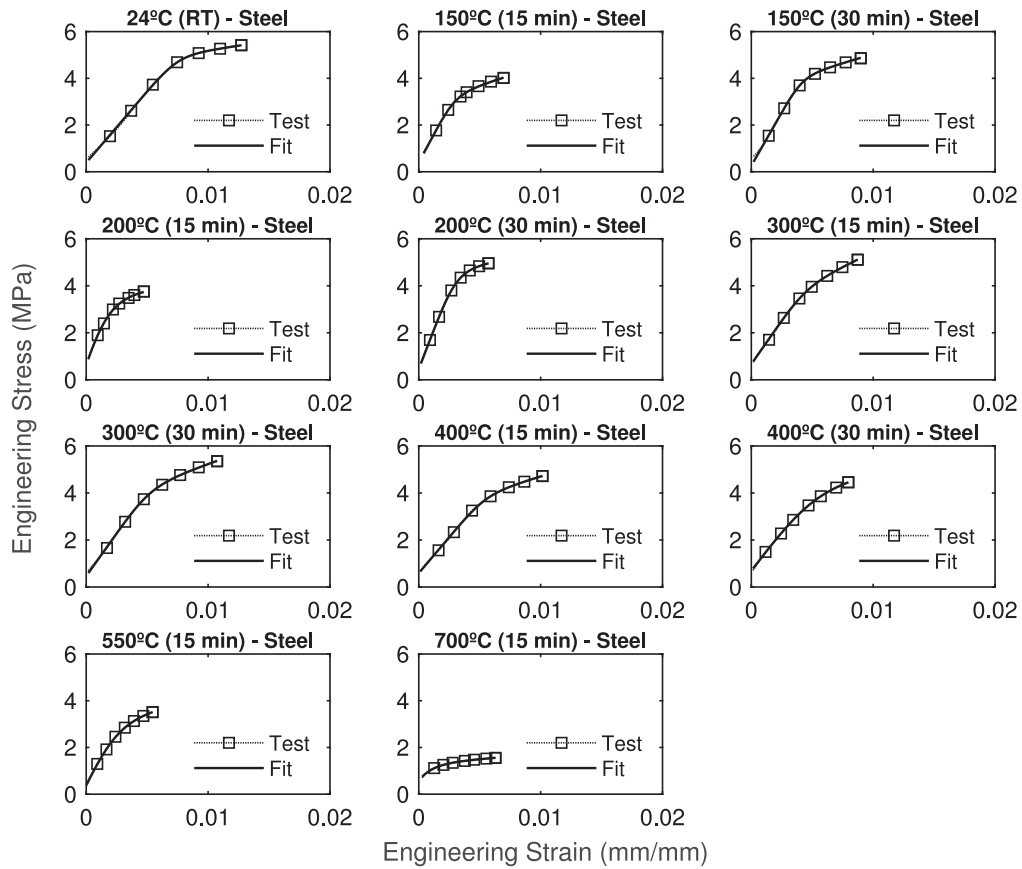 24ºC (RT) - Steel
6
4
2
0
0
0.01
0.02
Test
Fit
150ºC (15 min) - Steel
6
4
2
0
0
0.01
0.02
Test
Fit
150ºC (30 min) - Steel
6
4
2
0
0
0.01
0.02
Test
Fit
200ºC (15 min) - Steel
6
4
2
0
0
0.01
0.02
Test
Fit
200ºC (30 min) - Steel
6
4
2
0
0
0.01
0.02
Test
Fit
300ºC (15 min) - Steel
6
4
2
0
0
0.01
0.02
Test
Fit
Engineering Stress (MPa)
300ºC (30 min) - Steel
6
4
2
0
0
0.01
0.02
Test
Fit
400ºC (15 min) - Steel
6
4
2
0
0
0.01
0.02
Test
Fit
400ºC (30 min) - Steel
6
4
2
0
0
0.01
0.02
Test
Fit
550ºC (15 min) - Steel
6
4
2
0
0
0.01
0.02
Test
Fit
700ºC (15 min) - Steel
6
4
2
0
0
0.01
0.02
Test
Fit
Engineering Strain (mm/mm)